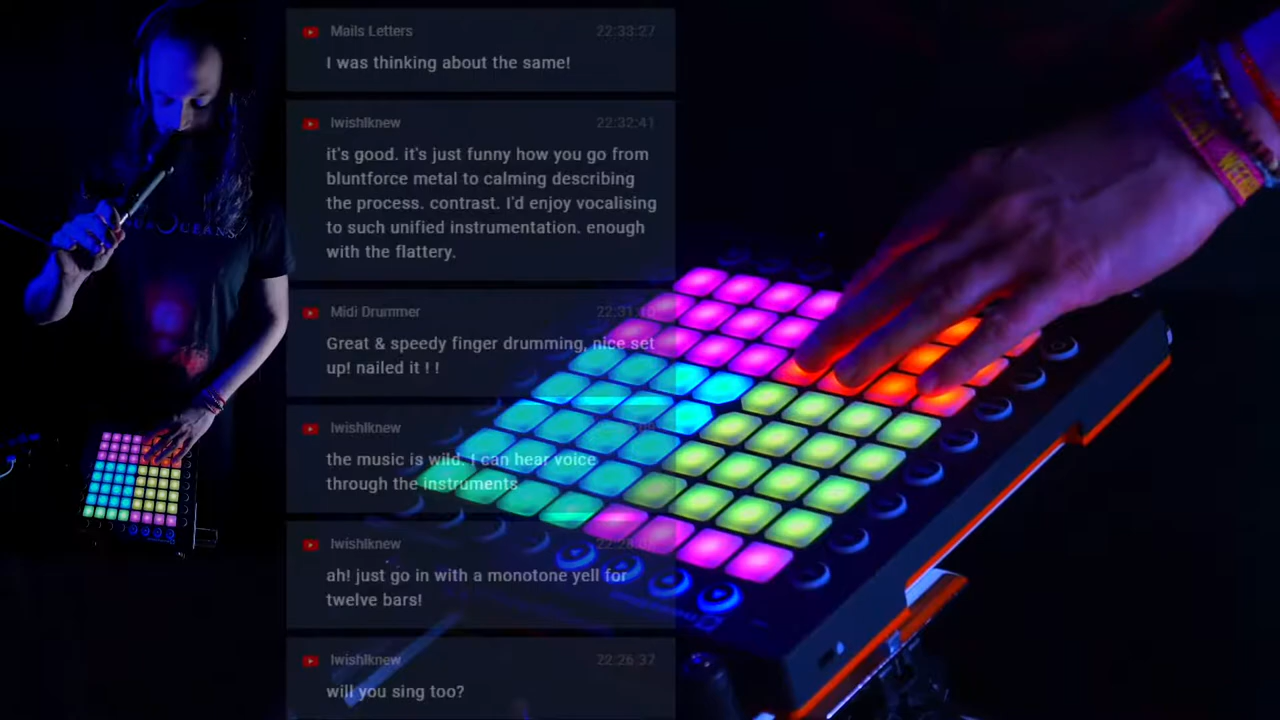 Mails Letters 22:33:27
I was thinking about the same!
IwishIknew 22:32:41
it's good. it's just funny how you go from
bluntforce metal to calming describing
the process. contrast. I'd enjoy vocalising
to such unified instrumentation. enough
with the flattery.
Midi Drummer
Great & speedy finger drumming, nice set
up! nailed it ! !
IwishIknew
the music is wild. I can hear voice
through the instruments
IwishIknew
ah! just go in with a monotone yell for
twelve bars!
IwishIknew 22:26:37
will you sing too?